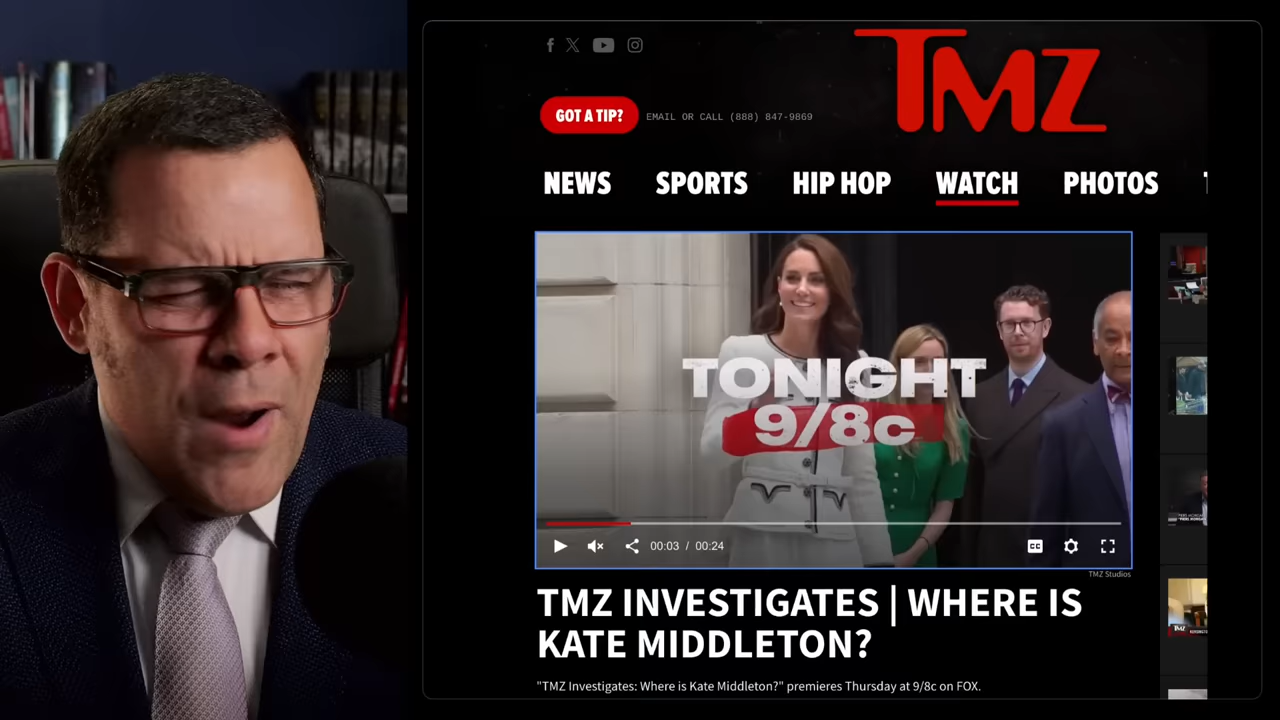 TMZ
GOT A TIP?
EMAIL OR CALL (888) 847-9869
NEWS SPORTS HIP HOP WATCH PHOTOS
TONIGHT
9/8c
00:03 / 00:24
CC
TMZ Studios
TMZ INVESTIGATES | WHERE IS
KATE MIDDLETON?
"TMZ Investigates: Where is Kate Middleton?" premieres Thursday at 9/8c on FOX.